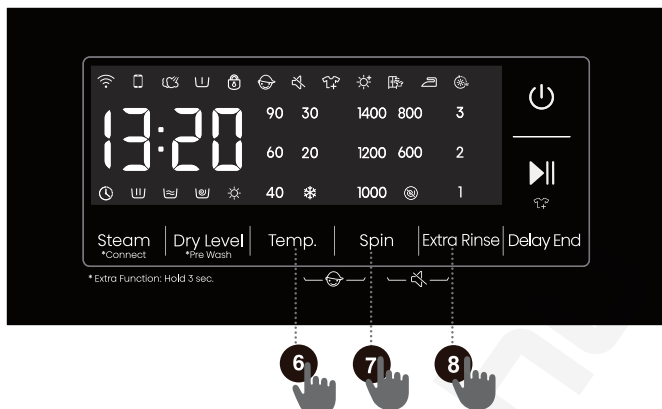 13:20
90 30 1400 800 3
60 20 1200 600 2
40 1000 1
Steam Dry Level Temp. Spin Extra Rinse Delay End
*Connect *Pre Wash
* Extra Function: Hold 3 sec.
6 7 8